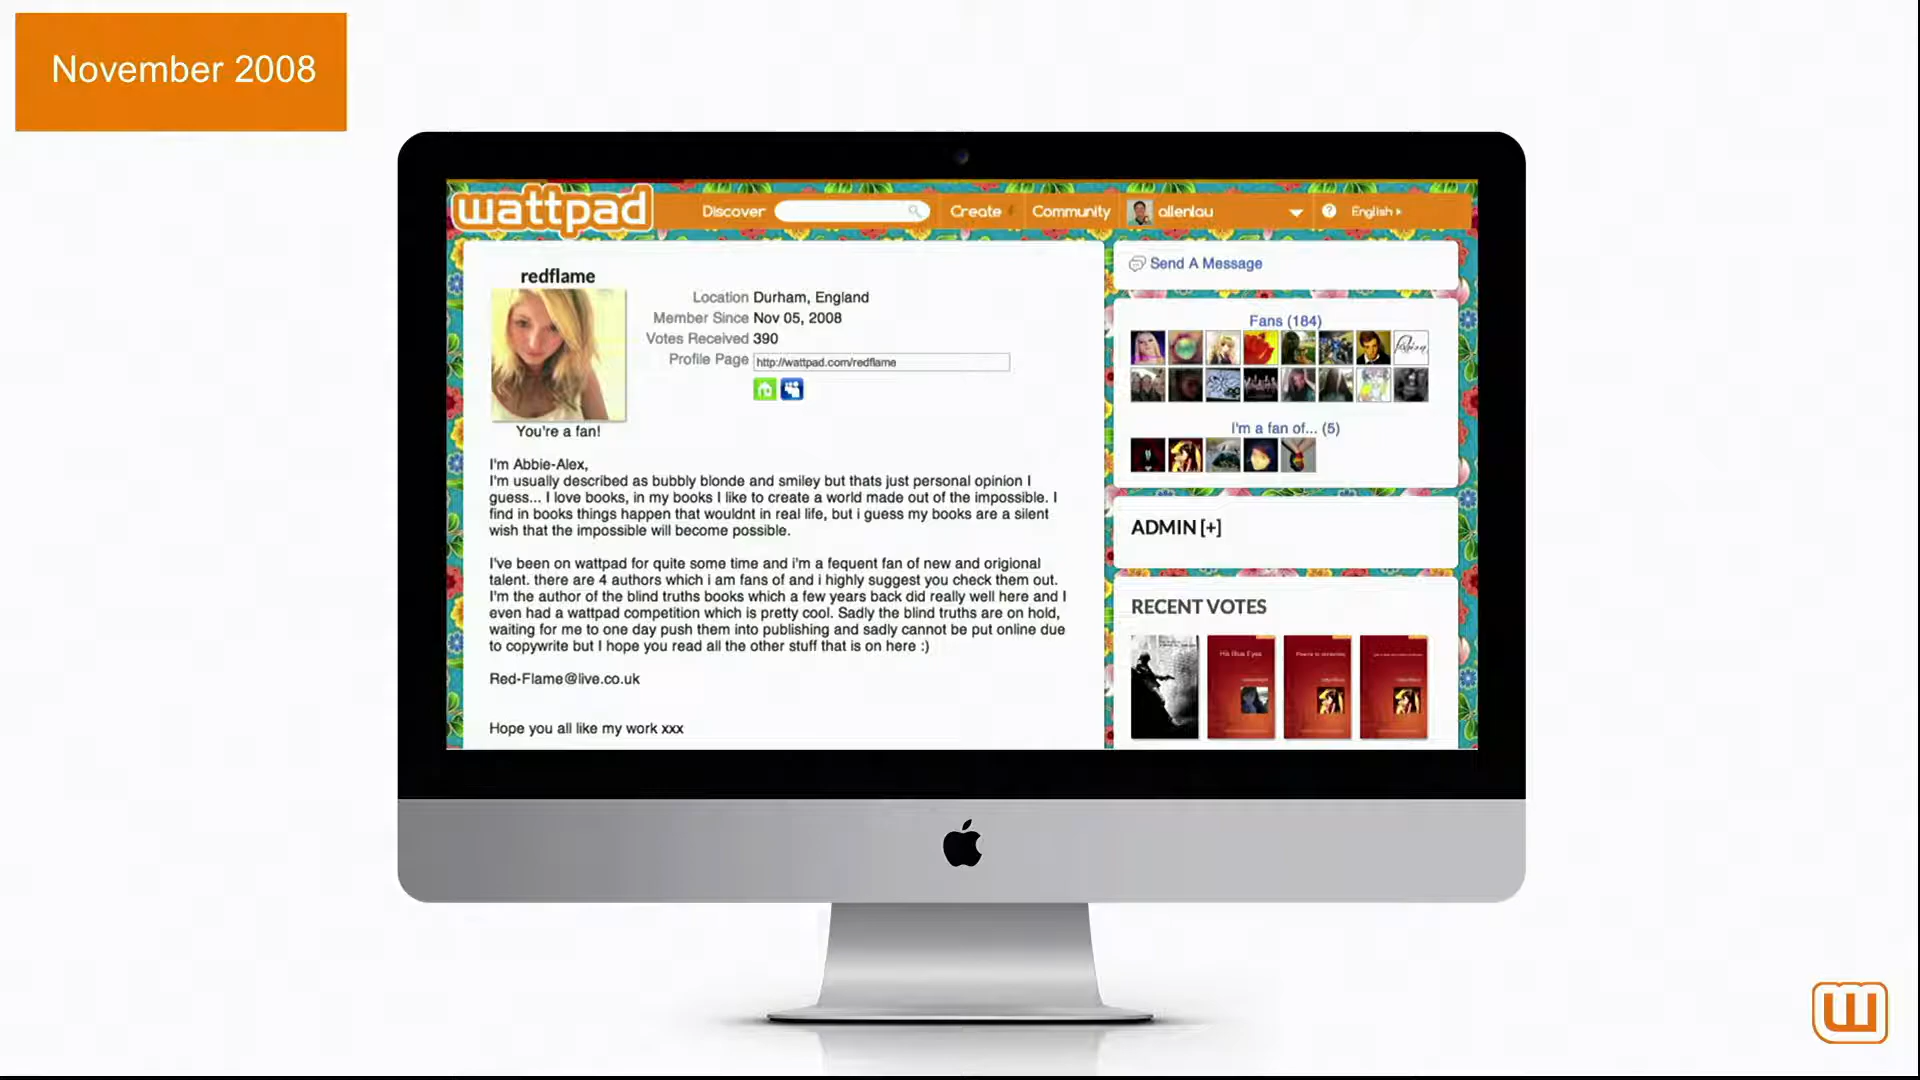 November 2008
wattpad
Discover
Create
Community
allenlau
English
redflame
Location Durham, England
Member Since Nov 05, 2008
Votes Received 390
Profile Page http://wattpad.com/redflame
You're a fan!
I'm Abbie-Alex,
I'm usually described as bubbly blonde and smiley but thats just personal opinion I
guess... I love books, in my books I like to create a world made out of the impossible. I
find in books things happen that wouldnt in real life, but i guess my books are a silent
wish that the impossible will become possible.
I've been on wattpad for quite some time and i'm a fequent fan of new and origional
talent. there are 4 authors which i am fans of and i highly suggest you check them out.
I'm the author of the blind truths books which a few years back did really well here and I
even had a wattpad competition which is pretty cool. Sadly the blind truths are on hold,
waiting for me to one day push them into publishing and sadly cannot be put online due
to copywrite but I hope you read all the other stuff that is on here :)
Red-Flame@live.co.uk
Hope you all like my work xxx
Send A Message
Fans (184)
I'm a fan of... (5)
ADMIN [+]
RECENT VOTES
His Blue Eyes